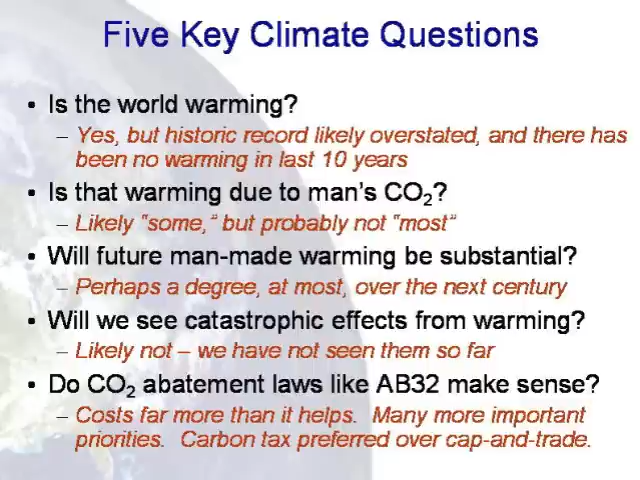 Five Key Climate Questions
• Is the world warming?
– Yes, but historic record likely overstated, and there has
been no warming in last 10 years
• Is that warming due to man's CO₂?
– Likely "some," but probably not "most"
• Will future man-made warming be substantial?
– Perhaps a degree, at most, over the next century
• Will we see catastrophic effects from warming?
– Likely not – we have not seen them so far
• Do CO₂ abatement laws like AB32 make sense?
– Costs far more than it helps.  Many more important
priorities.  Carbon tax preferred over cap-and-trade.